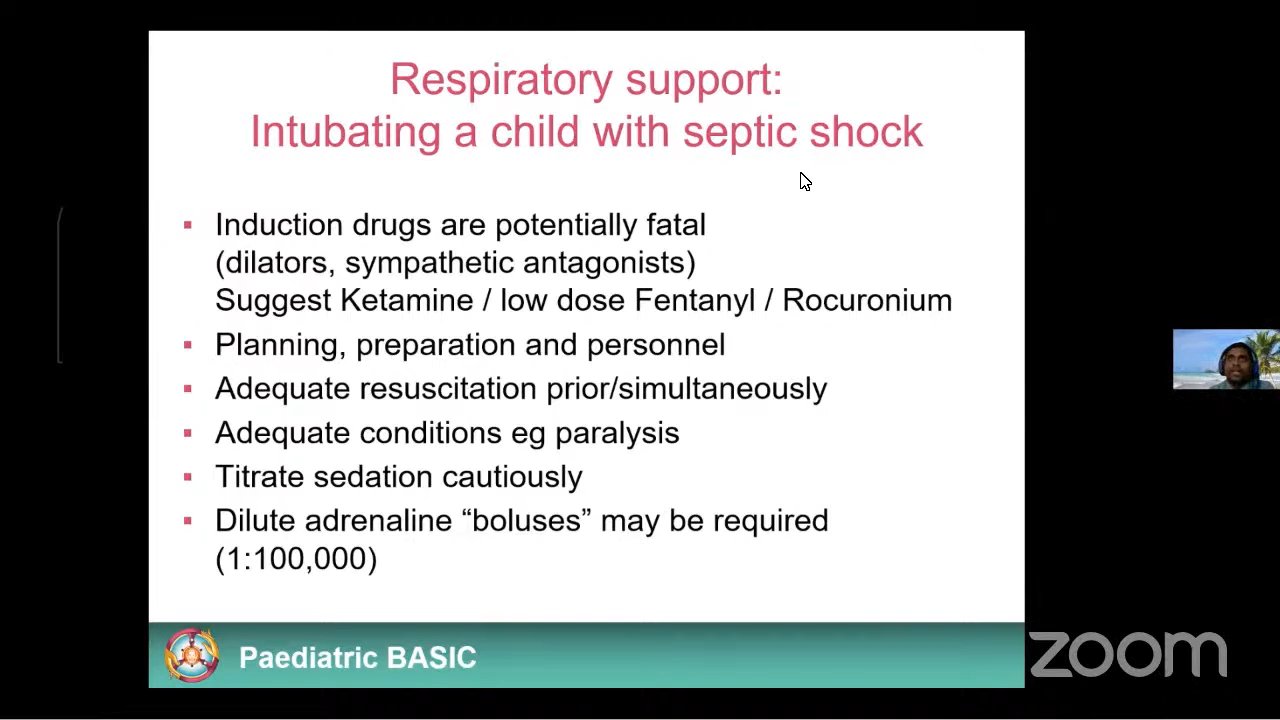 Respiratory support:
Intubating a child with septic shock
▪ Induction drugs are potentially fatal
(dilators, sympathetic antagonists)
Suggest Ketamine / low dose Fentanyl / Rocuronium
▪ Planning, preparation and personnel
▪ Adequate resuscitation prior/simultaneously
▪ Adequate conditions eg paralysis
▪ Titrate sedation cautiously
▪ Dilute adrenaline “boluses” may be required
(1:100,000)
Paediatric BASIC
zoom